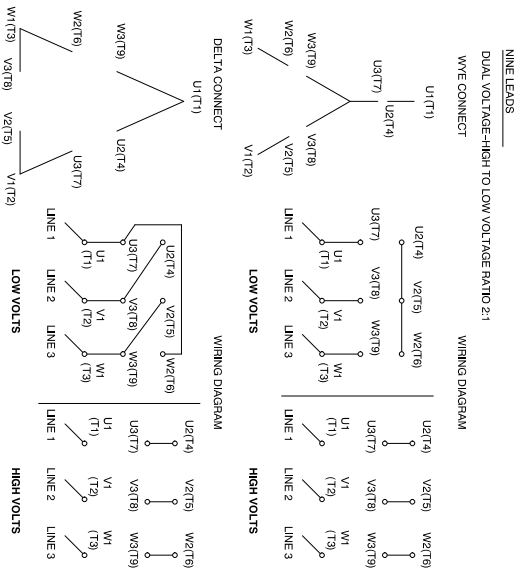 NINE LEADS
DUAL VOLTAGE-HIGH TO LOW VOLTAGE RATIO 2:1
WYE CONNECT
WIRING DIAGRAM
U1(T1)
U3(T7)
U2(T4)
W3(T9)
W2(T6)
W1(T3)
V3(T8)
V2(T5)
V1(T2)
U2(T4)
V2(T5)
W2(T6)
U3(T7)
V3(T8)
W3(T9)
U1
(T1)
V1
(T2)
W1
(T3)
LINE 1
LINE 2
LINE 3
LOW VOLTS
U2(T4)
V2(T5)
W2(T6)
U3(T7)
V3(T8)
W3(T9)
U1
(T1)
V1
(T2)
W1
(T3)
LINE 1
LINE 2
LINE 3
HIGH VOLTS
DELTA CONNECT
WIRING DIAGRAM
U1(T1)
W3(T9)
U2(T4)
W2(T6)
U3(T7)
W1(T3)
V3(T8)
V2(T5)
V1(T2)
U2(T4)
V2(T5)
W2(T6)
U3(T7)
V3(T8)
W3(T9)
U1
(T1)
V1
(T2)
W1
(T3)
LINE 1
LINE 2
LINE 3
LOW VOLTS
U2(T4)
V2(T5)
W2(T6)
U3(T7)
V3(T8)
W3(T9)
U1
(T1)
V1
(T2)
W1
(T3)
LINE 1
LINE 2
LINE 3
HIGH VOLTS